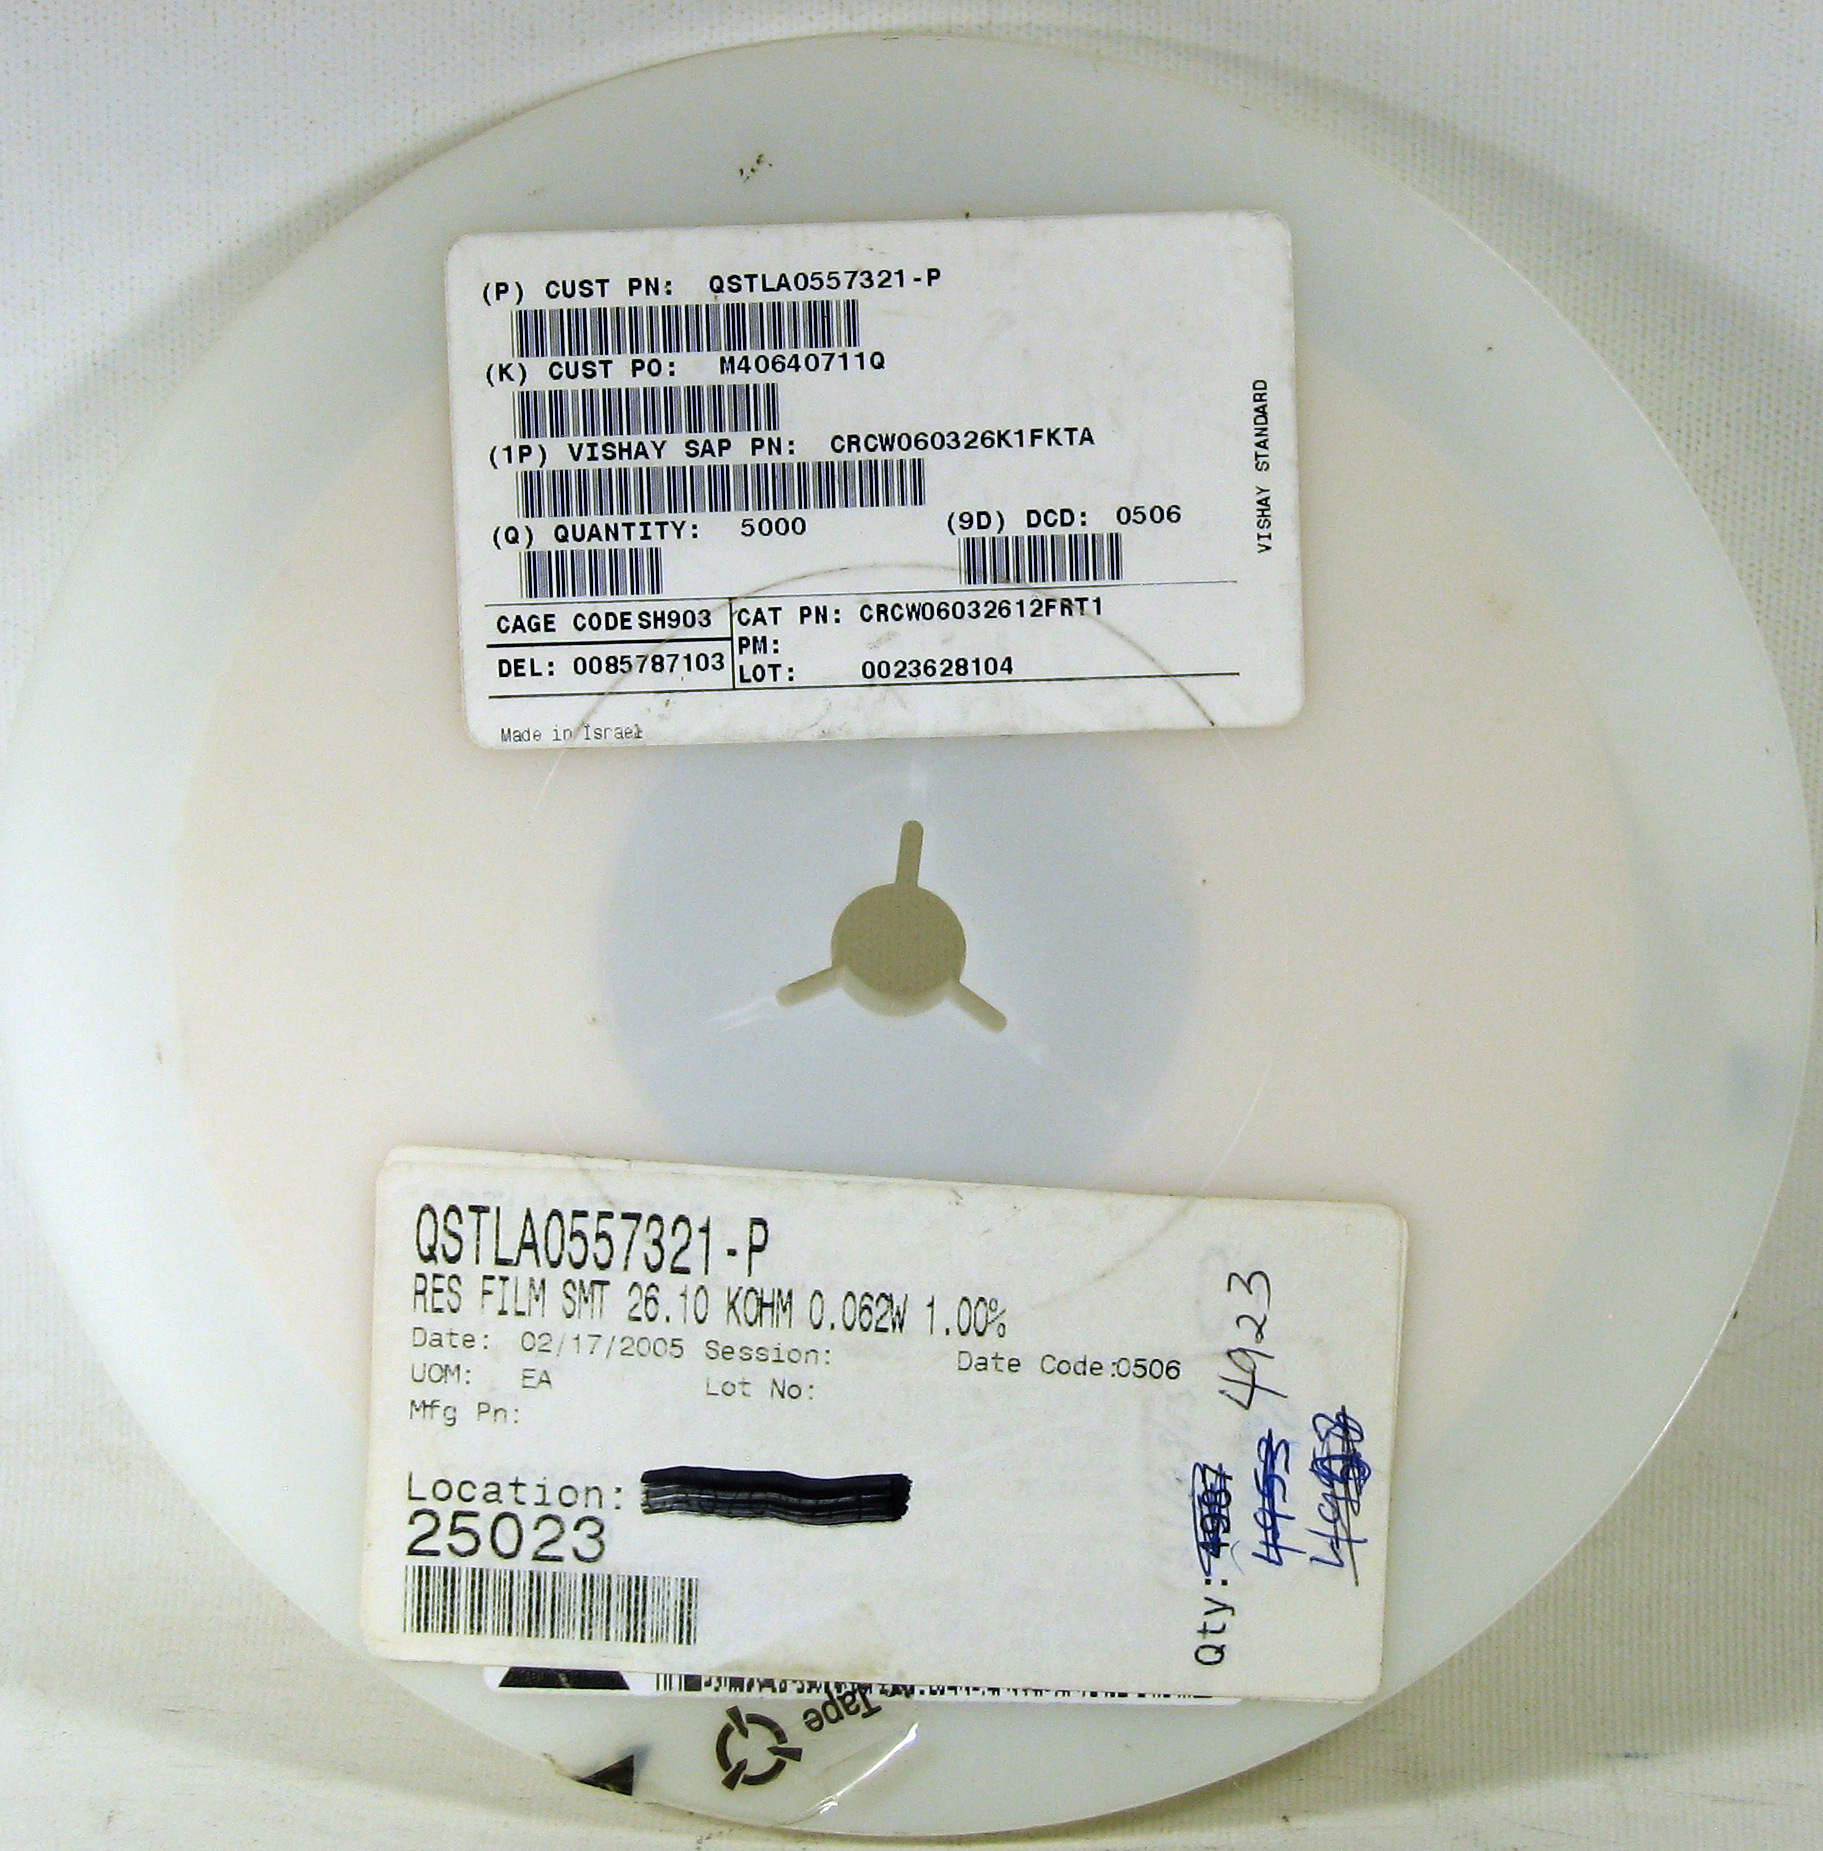 (P) CUST PN: QSTLA0557321-P
(K) CUST PO: M40640711Q
(1P) VISHAY SAP PN: CRCW060326K1FKTA
(Q) QUANTITY: 5000 (9D) DCD: 0506
VISHAY STANDARD
CAGE CODE SH903 CAT PN: CRCW06032612FRT1
PM:
DEL: 0085787103 LOT: 0023628104
Made in Israel
QSTLA0557321-P
RES FILM SMT 26.10 KOHM 0.062W 1.00%
Date: 02/17/2005 Session: Date Code:0506
UOM: EA Lot No:
Mfg Pn:
Location:
25023
Qty: 4987 4923
4953
Tape